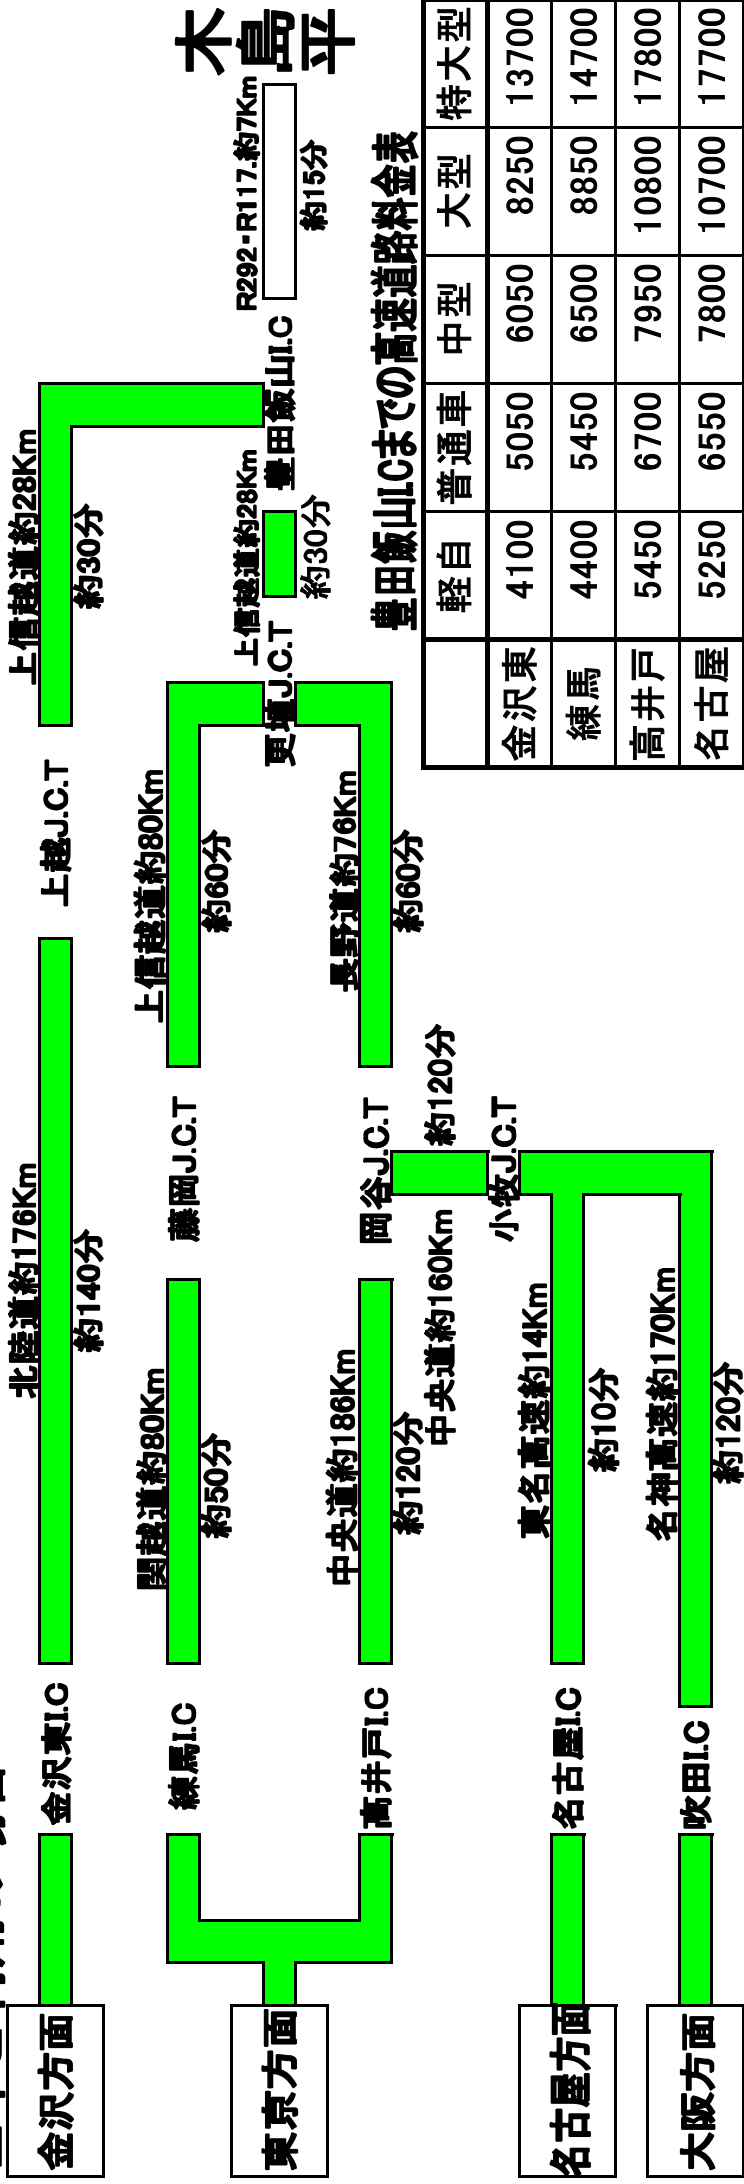 金沢方面
金沢東I.C
北陸道約176Km
約140分
上越J.C.T
上信越道約28Km
約30分
東京方面
練馬I.C
関越道約80Km
約50分
藤岡J.C.T
上信越道約80Km
約60分
高井戸I.C
中央道約186Km
約120分
岡谷J.C.T
長野道約76Km
約60分
更埴J.C.T
上信越道約28Km
約30分
豊田飯山I.C
R292・R117.約7Km
約15分
木島平
名古屋方面
名古屋I.C
東名高速約14Km
約10分
小牧J.C.T
中央道約160Km
約120分
大阪方面
吹田I.C
名神高速約170Km
約120分
豊田飯山I.Cまでの高速道路料金表
軽自 普通車 中型 大型 特大型
金沢東 4100 5050 6050 8250 13700
練馬 4400 5450 6500 8850 14700
高井戸 5450 6700 7950 10800 17800
名古屋 5250 6550 7800 10700 17700